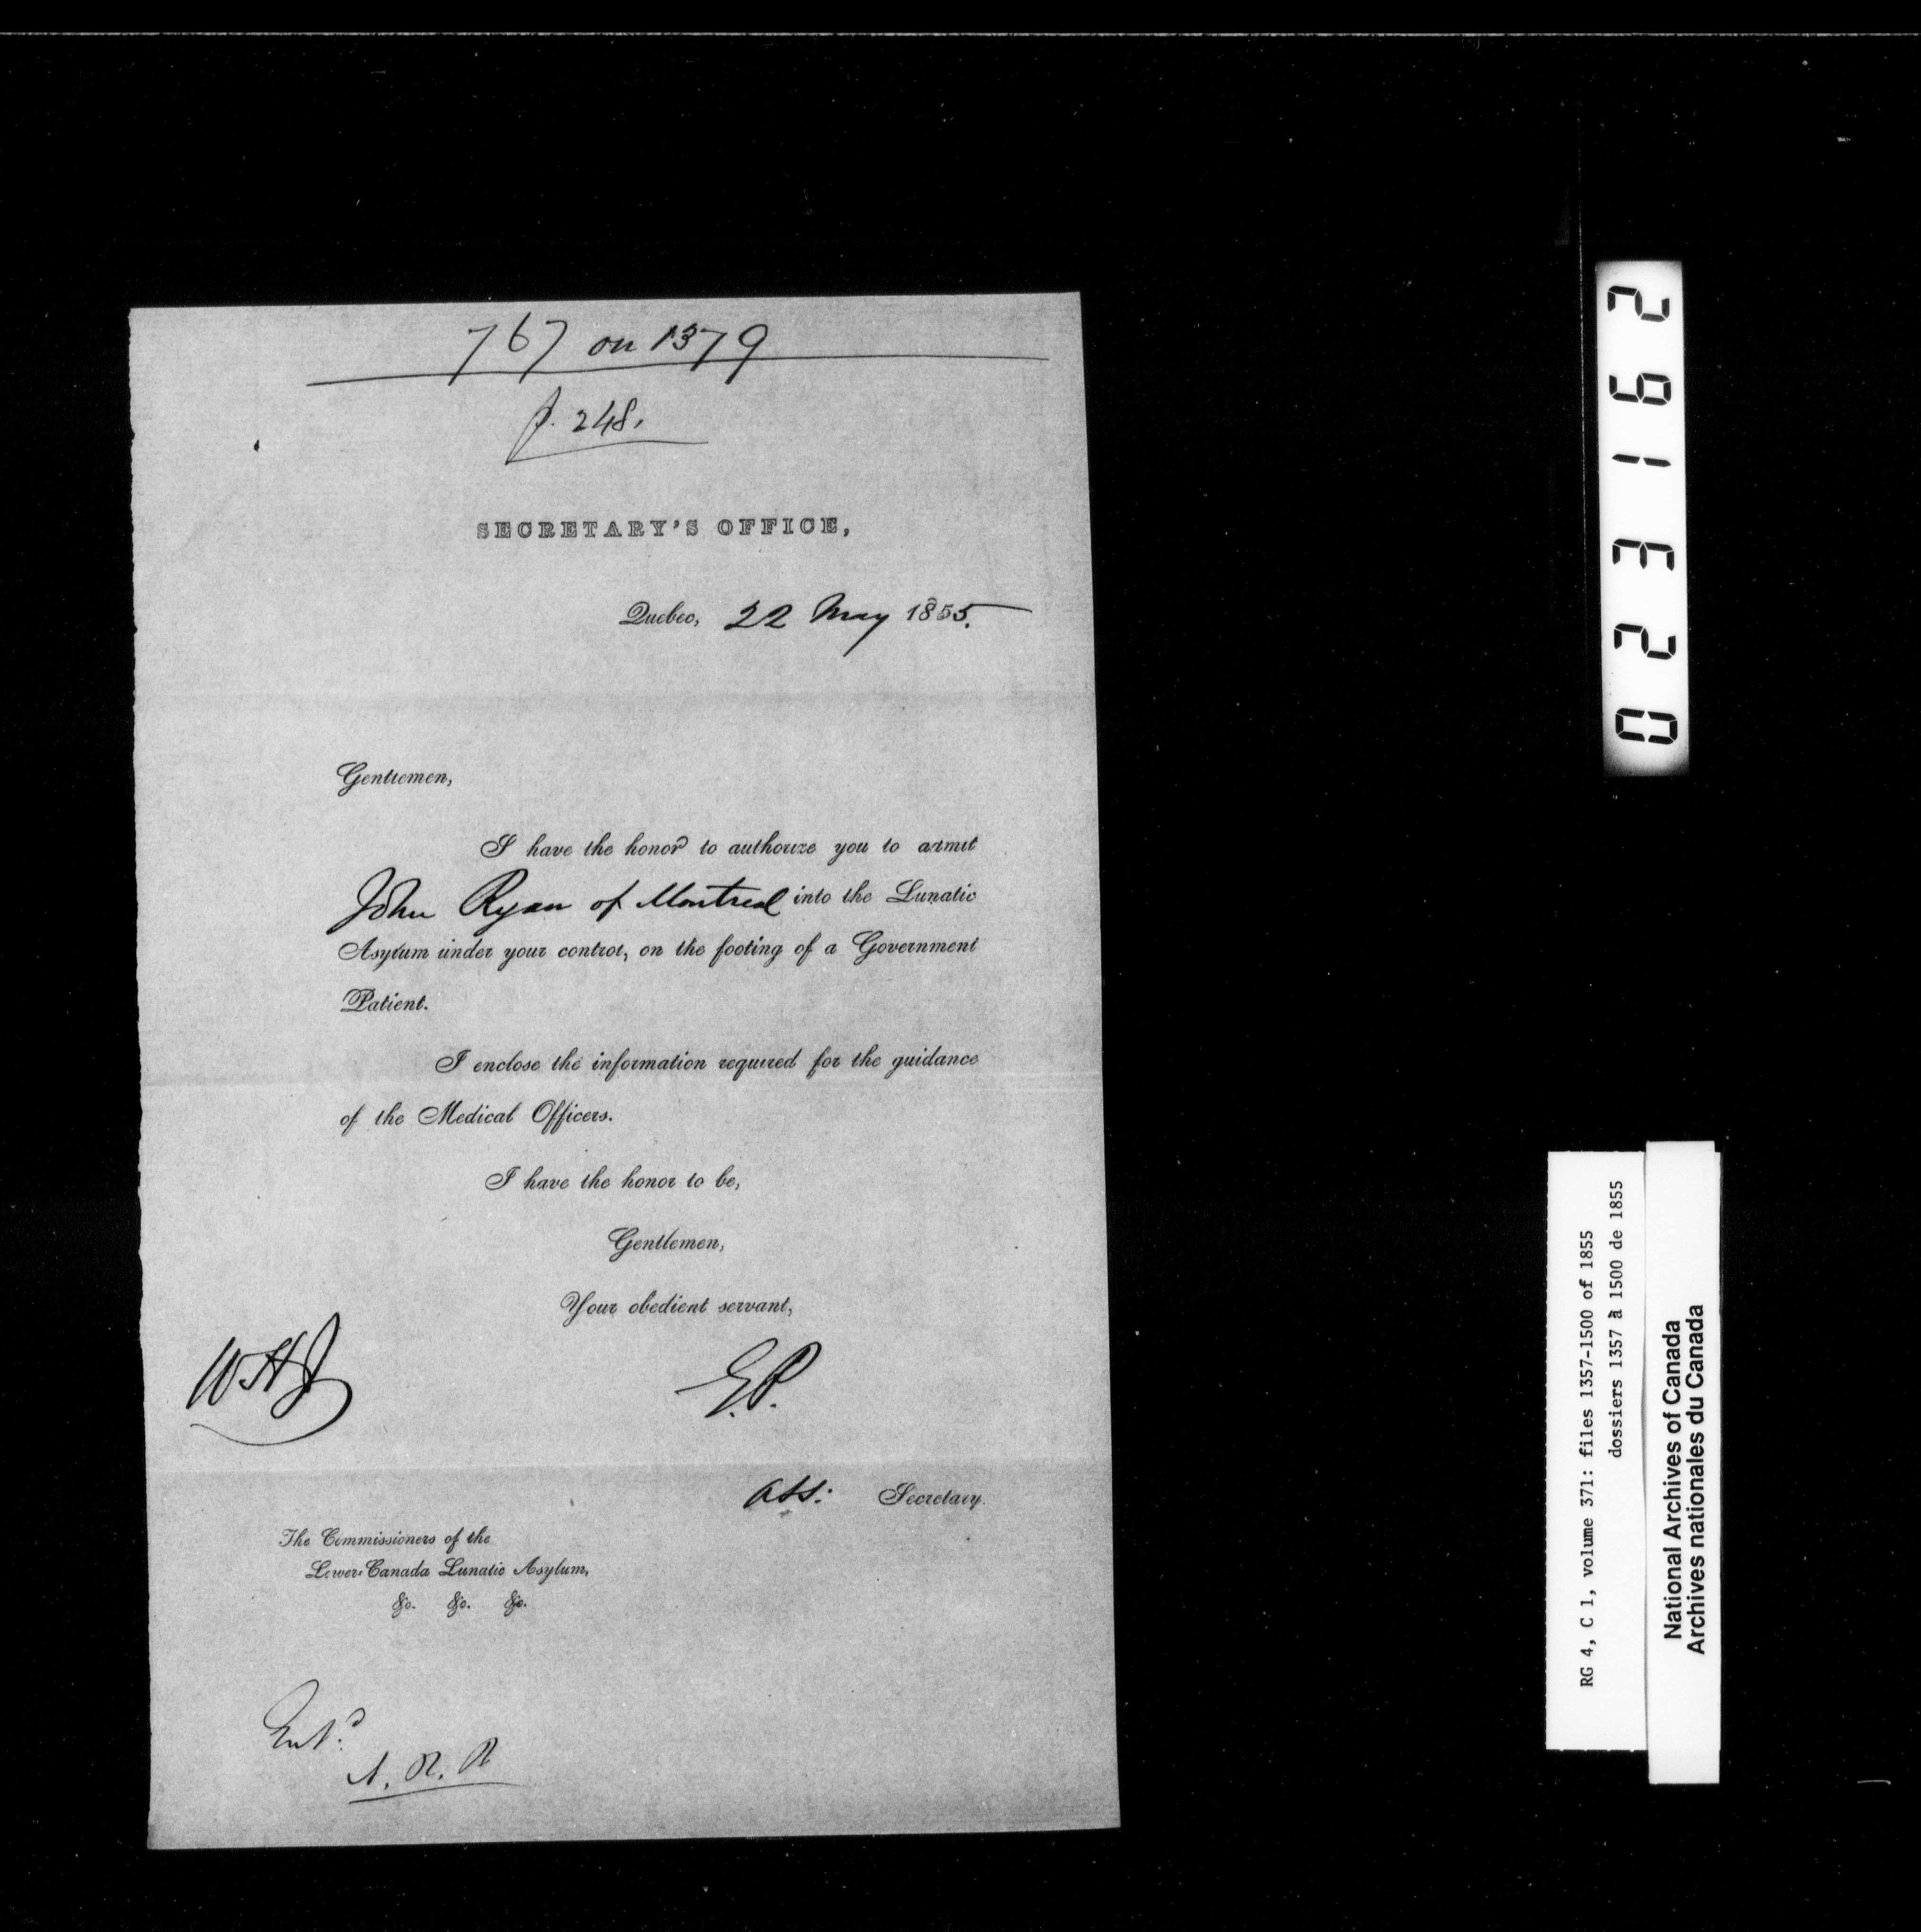 767 on 1379
p. 248.
SECRETARY'S OFFICE,
Quebec, 22 May 1855.
Gentlemen,
I have the honor to authorize you to admit
John Ryan of Montreal into the Lunatic
Asylum under your control, on the footing of a Government
Patient.
I enclose the information required for the guidance
of the Medical Officers.
I have the honor to be,
Gentlemen,
Your obedient servant,
WHJ
E.P.
Ass: Secretary.
The Commissioners of the
Lower-Canada Lunatic Asylum,
&c. &c. &c.
Entd.
A. R. R
023162
RG 4, C 1, volume 371: files 1357-1500 of 1855
dossiers 1357 à 1500 de 1855
National Archives of Canada
Archives nationales du Canada